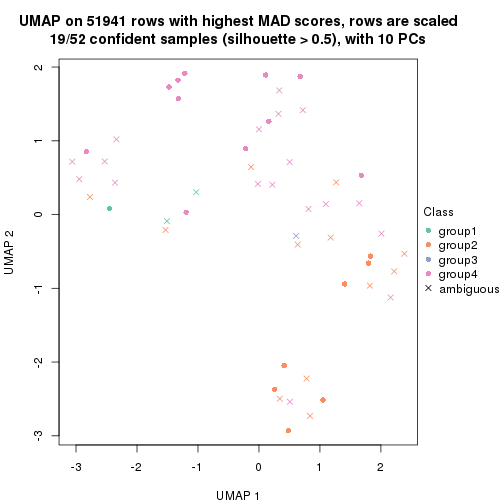 UMAP on 51941 rows with highest MAD scores, rows are scaled
19/52 confident samples (silhouette > 0.5), with 10 PCs
2
1
0
-1
-2
-3
UMAP 2
-3
-2
-1
0
1
2
UMAP 1
Class
group1
group2
group3
group4
ambiguous